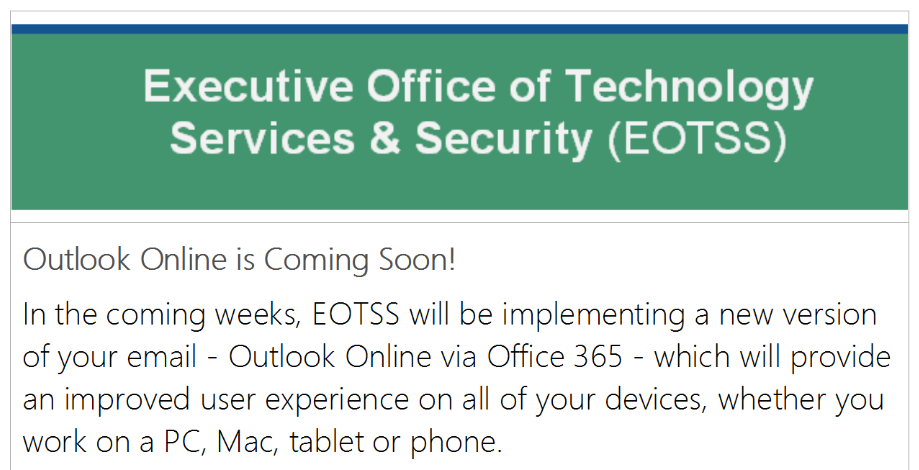 Executive Office of Technology
Services & Security (EOTSS)
Outlook Online is Coming Soon!
In the coming weeks, EOTSS will be implementing a new version
of your email - Outlook Online via Office 365 - which will provide
an improved user experience on all of your devices, whether you
work on a PC, Mac, tablet or phone.